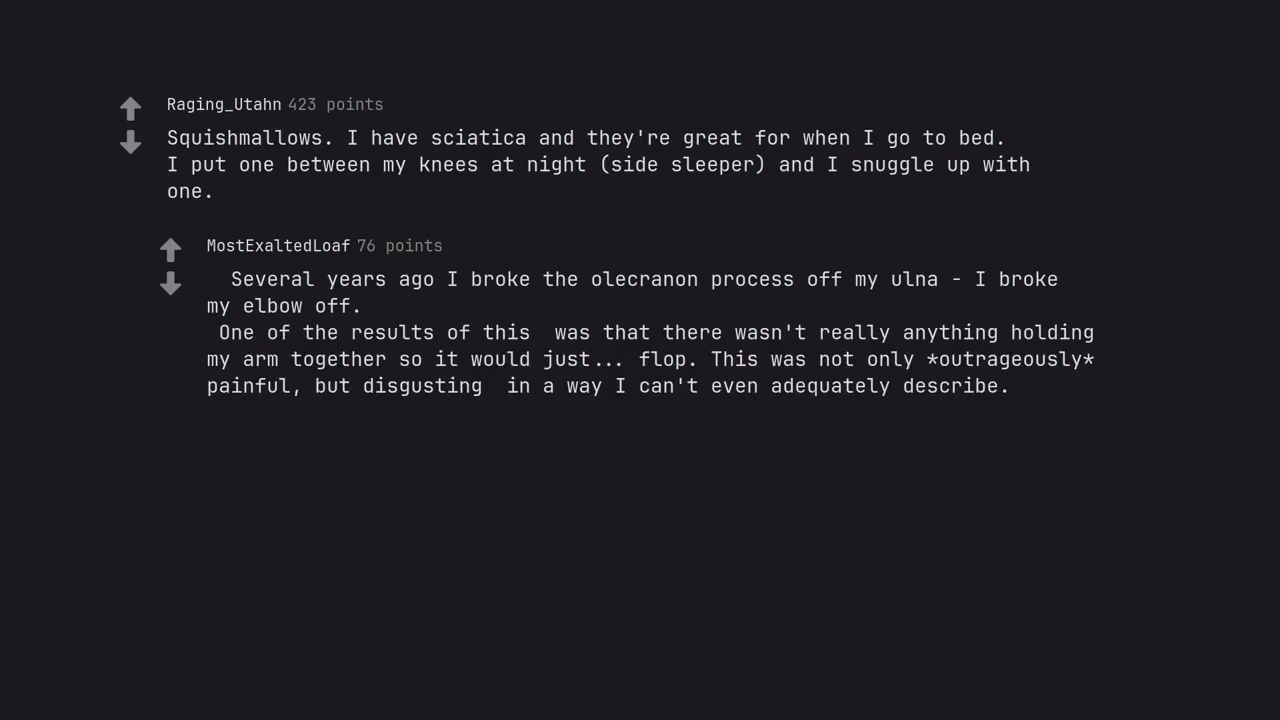 Raging_Utahn 423 points
Squishmallows. I have sciatica and they're great for when I go to bed.
I put one between my knees at night (side sleeper) and I snuggle up with
one.
MostExaltedLoaf 76 points
Several years ago I broke the olecranon process off my ulna - I broke
my elbow off.
One of the results of this  was that there wasn't really anything holding
my arm together so it would just... flop. This was not only *outrageously*
painful, but disgusting  in a way I can't even adequately describe.